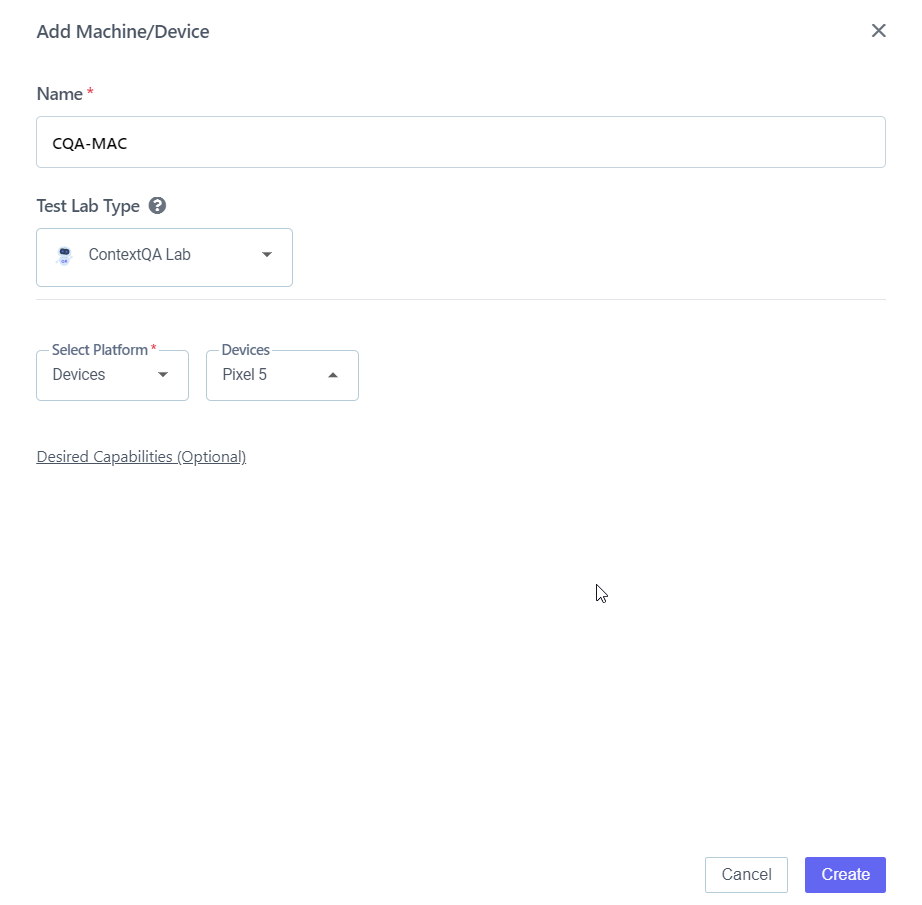 Add Machine/Device
Name *
CQA-MAC
Test Lab Type ?
ContextQA Lab
Select Platform * Devices
Devices Pixel 5
Desired Capabilities (Optional)
Cancel Create